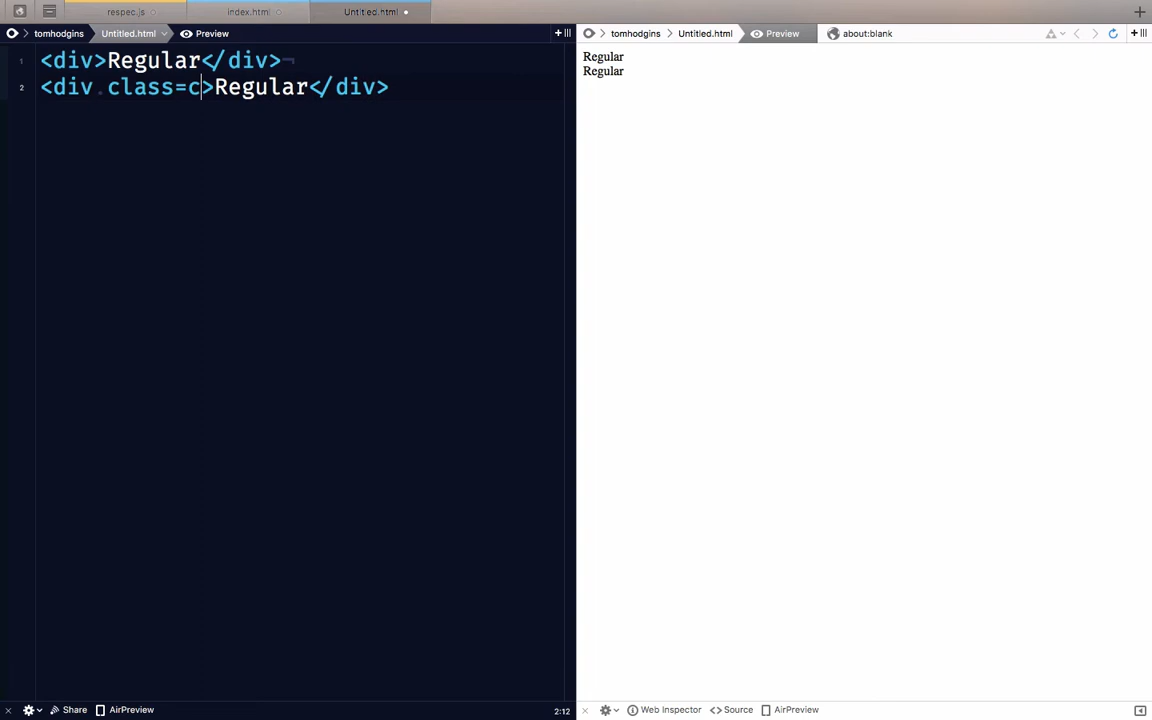 respec.js
index.html
Untitled.html
tomhodgins Untitled.html Preview
tomhodgins Untitled.html Preview about:blank
1 <div>Regular</div>¬
2 <div.class=c>Regular</div>
Regular
Regular
Share AirPreview 2:12
Web Inspector Source AirPreview